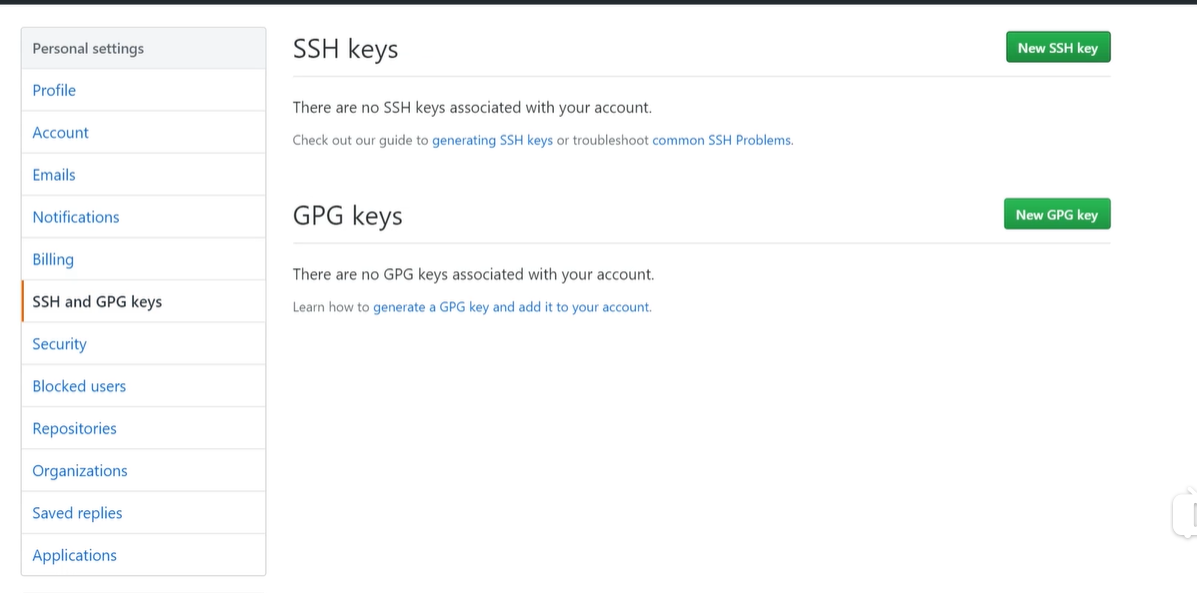 Personal settings
Profile
Account
Emails
Notifications
Billing
SSH and GPG keys
Security
Blocked users
Repositories
Organizations
Saved replies
Applications
SSH keys
New SSH key
There are no SSH keys associated with your account.
Check out our guide to generating SSH keys or troubleshoot common SSH Problems.
GPG keys
New GPG key
There are no GPG keys associated with your account.
Learn how to generate a GPG key and add it to your account.